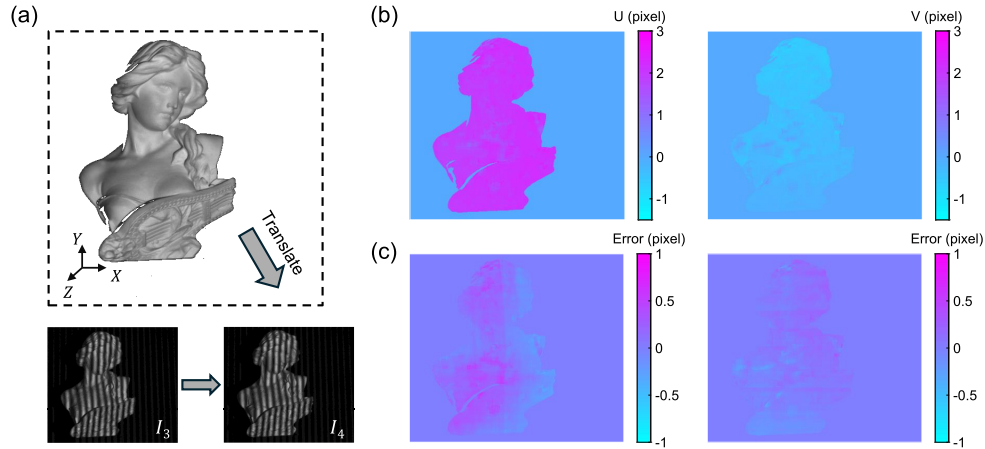 (a)
Translate
Y
X
Z
I3
I4
(b)
U (pixel)
3
2
1
0
-1
V (pixel)
3
2
1
0
-1
(c)
Error (pixel)
1
0.5
0
-0.5
-1
Error (pixel)
1
0.5
0
-0.5
-1